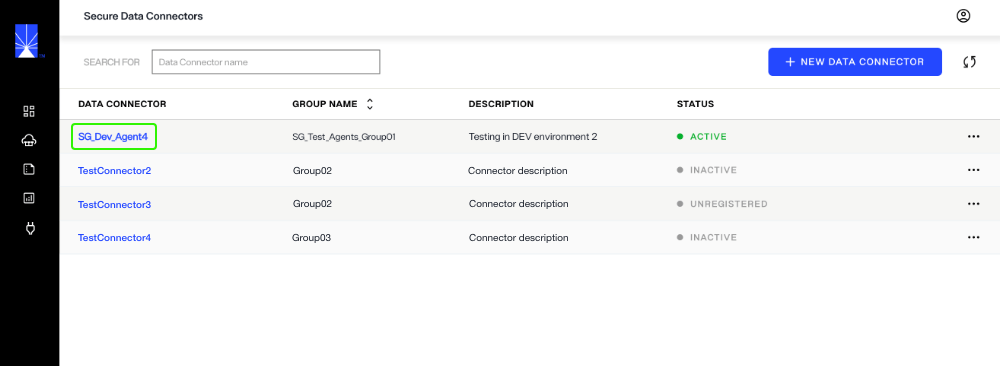 Secure Data Connectors
SEARCH FOR Data Connector name + NEW DATA CONNECTOR
DATA CONNECTOR GROUP NAME DESCRIPTION STATUS
SG_Dev_Agent4 SG_Test_Agents_Group01 Testing in DEV environment 2 ACTIVE
TestConnector2 Group02 Connector description INACTIVE
TestConnector3 Group02 Connector description UNREGISTERED
TestConnector4 Group03 Connector description INACTIVE